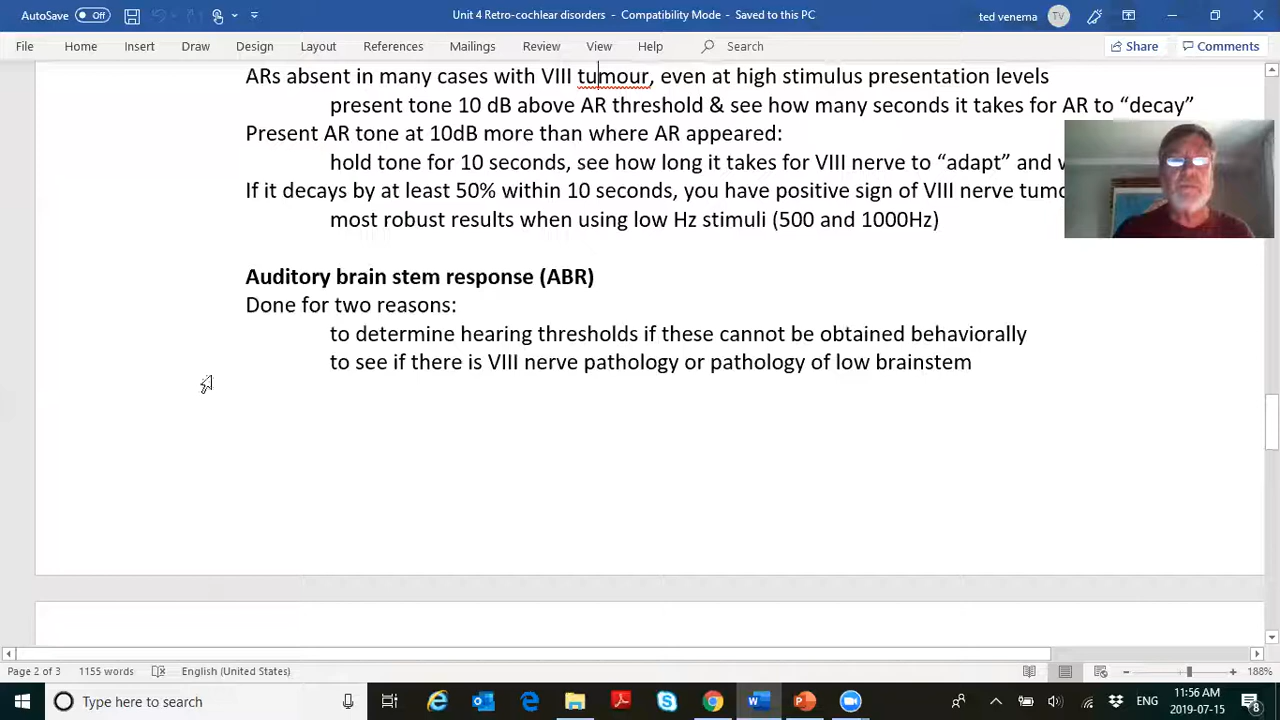 AutoSave Off Unit 4 Retro-cochlear disorders - Compatibility Mode - Saved to this PC ted venema TV
File Home Insert Draw Design Layout References Mailings Review View Help Search Share Comments
ARs absent in many cases with VIII tumour, even at high stimulus presentation levels
present tone 10 dB above AR threshold & see how many seconds it takes for AR to “decay”
Present AR tone at 10dB more than where AR appeared:
hold tone for 10 seconds, see how long it takes for VIII nerve to “adapt” and
If it decays by at least 50% within 10 seconds, you have positive sign of VIII nerve
most robust results when using low Hz stimuli (500 and 1000Hz)
Auditory brain stem response (ABR)
Done for two reasons:
to determine hearing thresholds if these cannot be obtained behaviorally
to see if there is VIII nerve pathology or pathology of low brainstem
Page 2 of 3 1155 words English (United States) 188%
Type here to search ENG 11:56 AM
2019-07-15 8